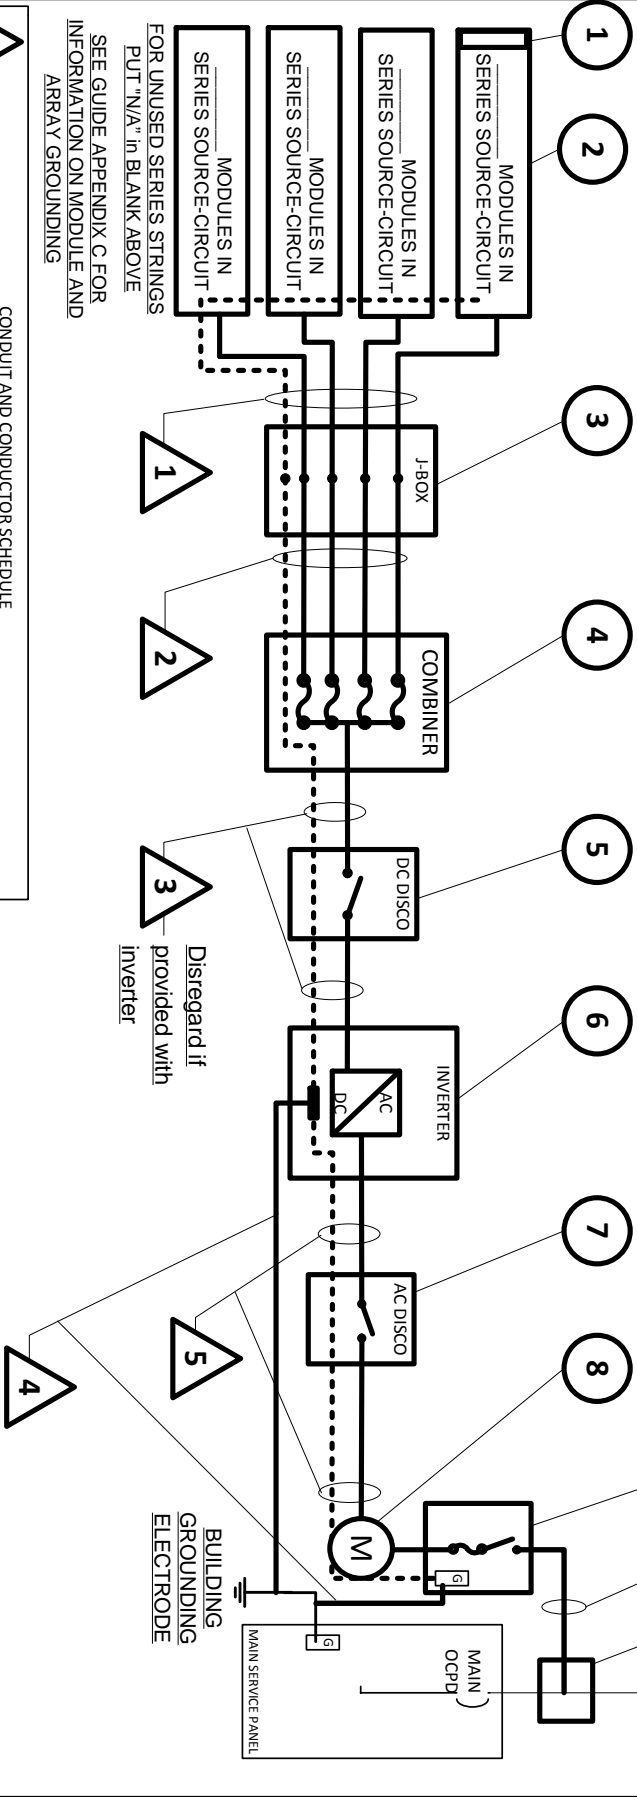 1
2
3
4
5
6
7
8
________ MODULES IN
SERIES SOURCE-CIRCUIT
________ MODULES IN
SERIES SOURCE-CIRCUIT
________ MODULES IN
SERIES SOURCE-CIRCUIT
________ MODULES IN
SERIES SOURCE-CIRCUIT
FOR UNUSED SERIES STRINGS
PUT "N/A" in BLANK ABOVE
SEE GUIDE APPENDIX C FOR
INFORMATION ON MODULE AND
ARRAY GROUNDING
J-BOX
COMBINER
DC DISCO
INVERTER
AC
DC
AC DISCO
M
G
MAIN
OCPD
G
MAIN SERVICE PANEL
BUILDING
GROUNDING
ELECTRODE
1
2
3
Disregard if
provided with
inverter
5
4
CONDUIT AND CONDUCTOR SCHEDULE